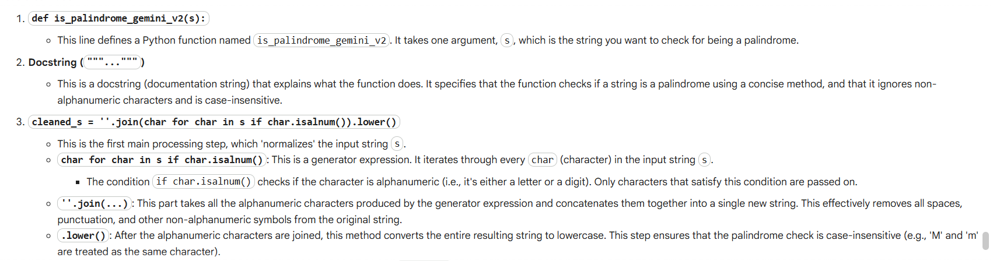 1. def is_palindrome_gemini_v2(s):
○ This line defines a Python function named is_palindrome_gemini_v2. It takes one argument, s, which is the string you want to check for being a palindrome.
2. Docstring ("""...""")
○ This is a docstring (documentation string) that explains what the function does. It specifies that the function checks if a string is a palindrome using a concise method, and that it ignores non-
alphanumeric characters and is case-insensitive.
3. cleaned_s = ''.join(char for char in s if char.isalnum()).lower()
○ This is the first main processing step, which 'normalizes' the input string s.
○ char for char in s if char.isalnum(): This is a generator expression. It iterates through every char (character) in the input string s.
■ The condition if char.isalnum() checks if the character is alphanumeric (i.e., it's either a letter or a digit). Only characters that satisfy this condition are passed on.
○ ''.join(...): This part takes all the alphanumeric characters produced by the generator expression and concatenates them together into a single new string. This effectively removes all spaces,
punctuation, and other non-alphanumeric symbols from the original string.
○ .lower(): After the alphanumeric characters are joined, this method converts the entire resulting string to lowercase. This step ensures that the palindrome check is case-insensitive (e.g., 'M' and 'm'
are treated as the same character).